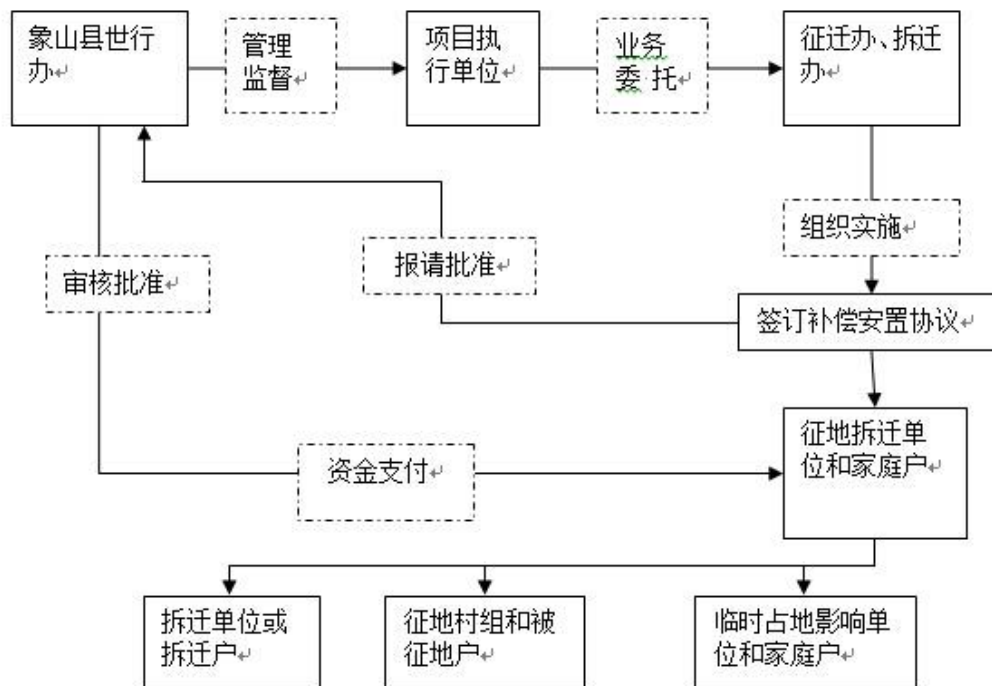 象山县世行
办
管理
监督
项目执
行单位
业务
委 托
征迁办、拆迁
办
组织实施
报请批准
审核批准
签订补偿安置协议
征地拆迁单
位和家庭户
资金支付
拆迁单位或
拆迁户
征地村组和被
征地户
临时占地影响单
位和家庭户